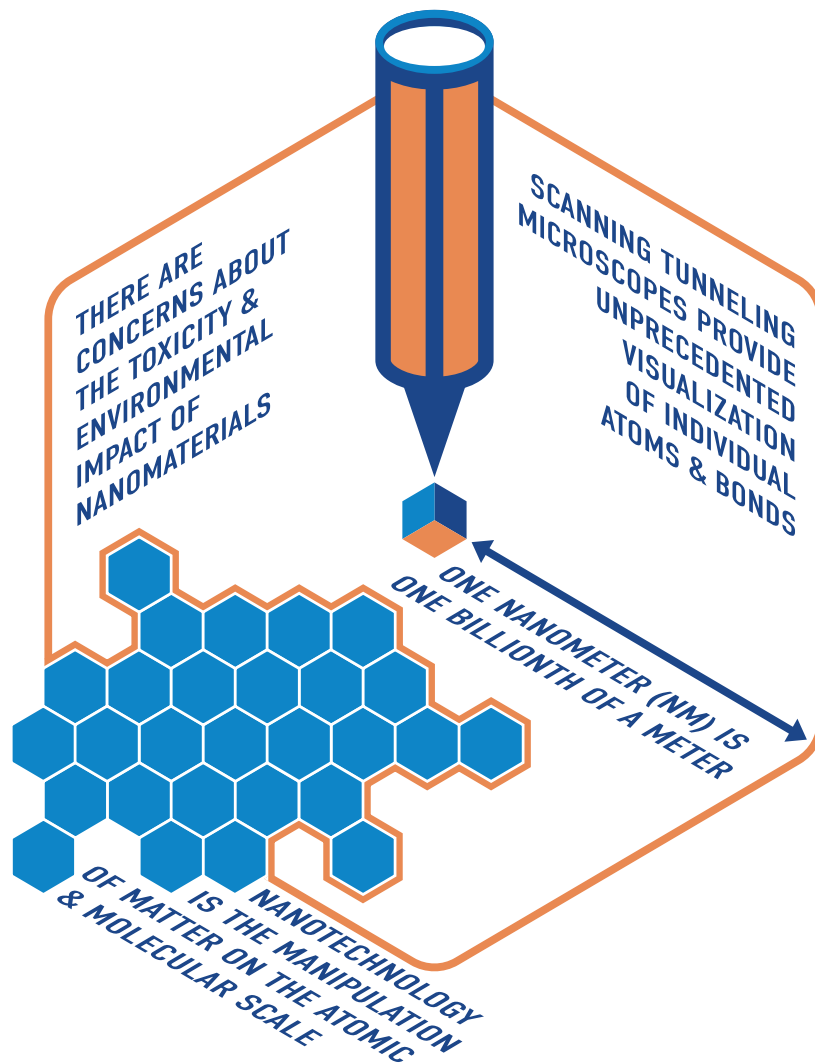 THERE ARE
CONCERNS ABOUT
THE TOXICITY &
ENVIRONMENTAL
IMPACT OF
NANOMATERIALS
SCANNING TUNNELING
MICROSCOPES PROVIDE
UNPRECEDENTED
VISUALIZATION
OF INDIVIDUAL
ATOMS & BONDS
ONE NANOMETER (NM) IS
ONE BILLIONTH OF A METER
NANOTECHNOLOGY
IS THE MANIPULATION
OF MATTER ON THE ATOMIC
& MOLECULAR SCALE